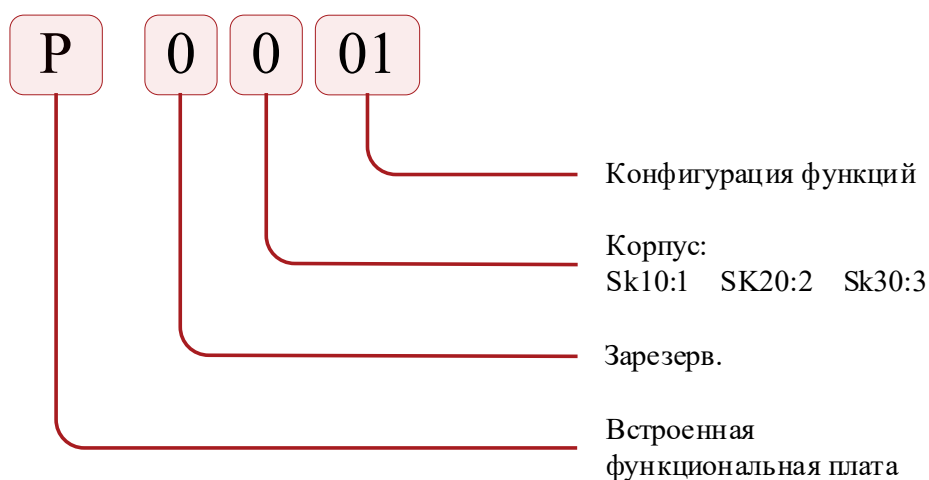 P 0 0 01
Конфигурация функций
Корпус:
Sk10:1 SK20:2 Sk30:3
Зарезерв.
Встроенная
функциональная плата